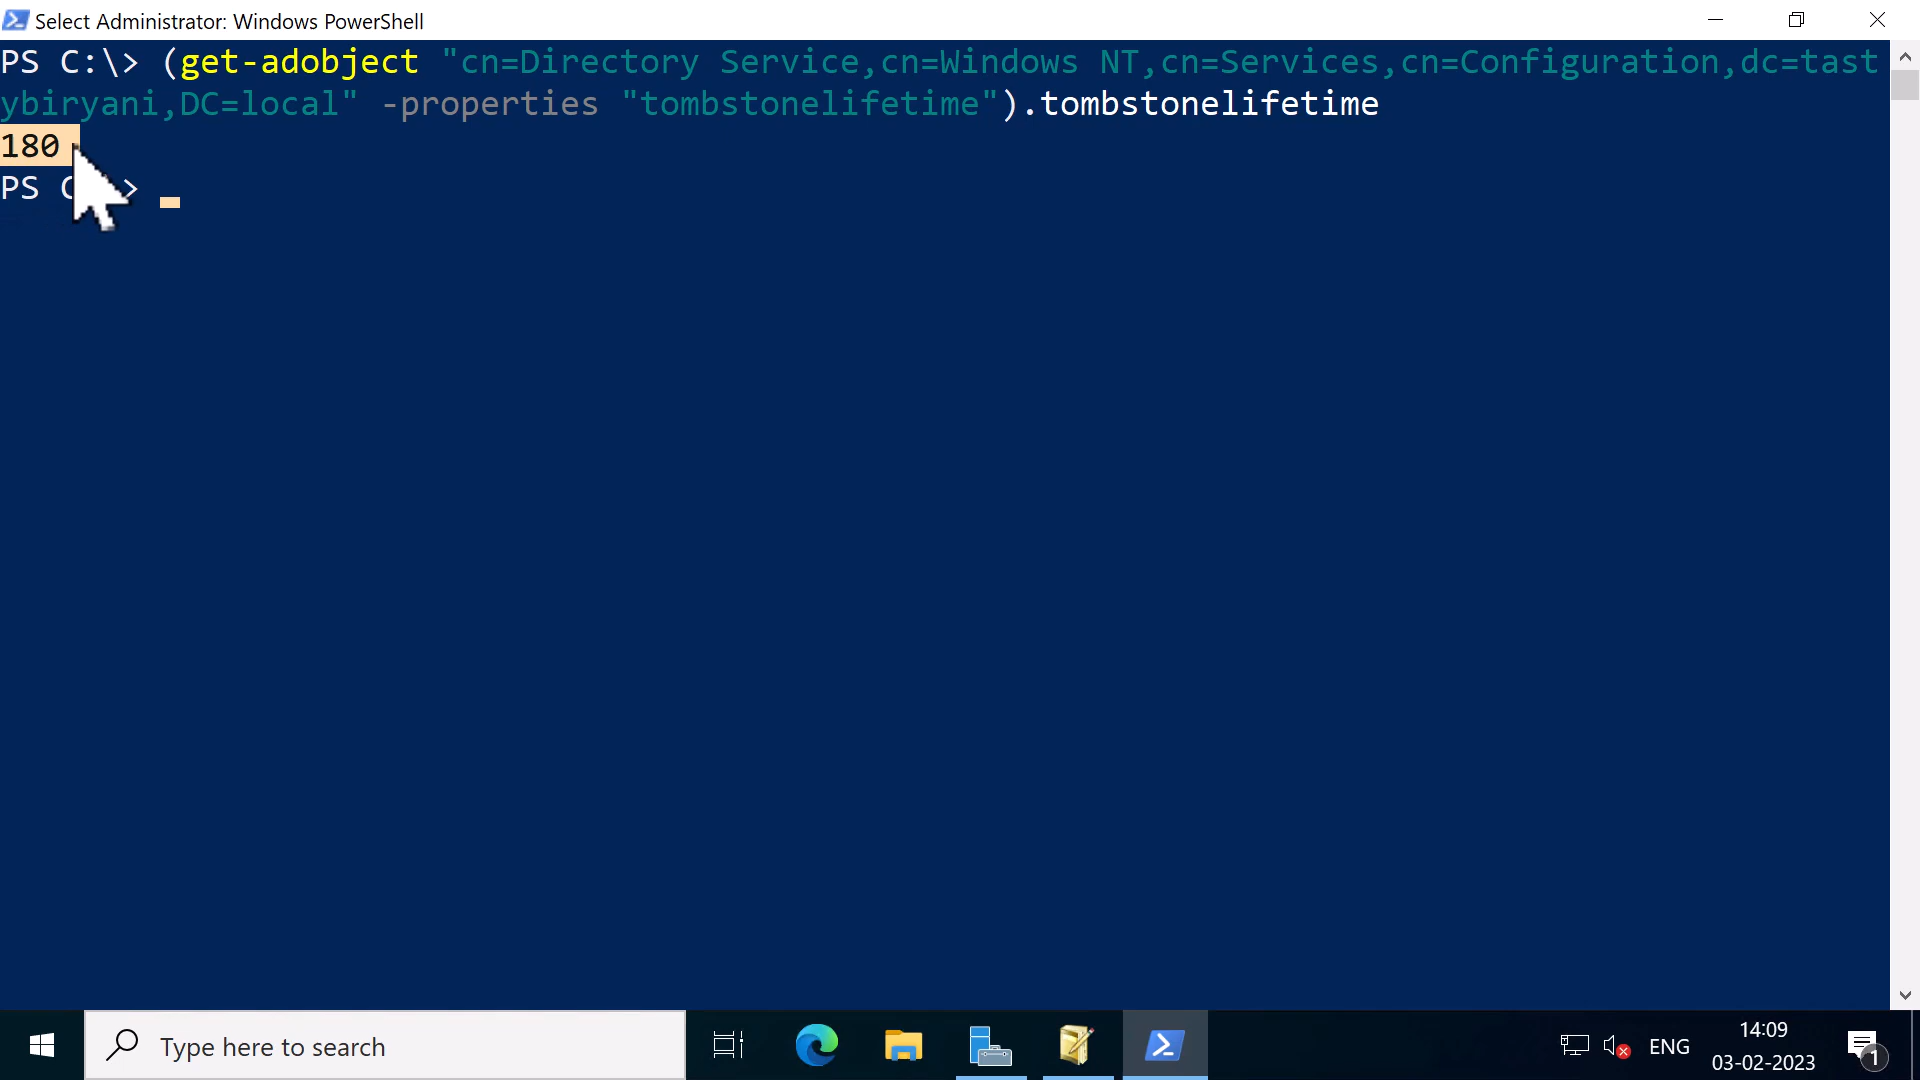 Select Administrator: Windows PowerShell
PS C:\> (get-adobject "cn=Directory Service,cn=Windows NT,cn=Services,cn=Configuration,dc=tast
ybiryani,DC=local" -properties "tombstonelifetime").tombstonelifetime
180
PS C >
Type here to search
ENG
14:09
03-02-2023
1